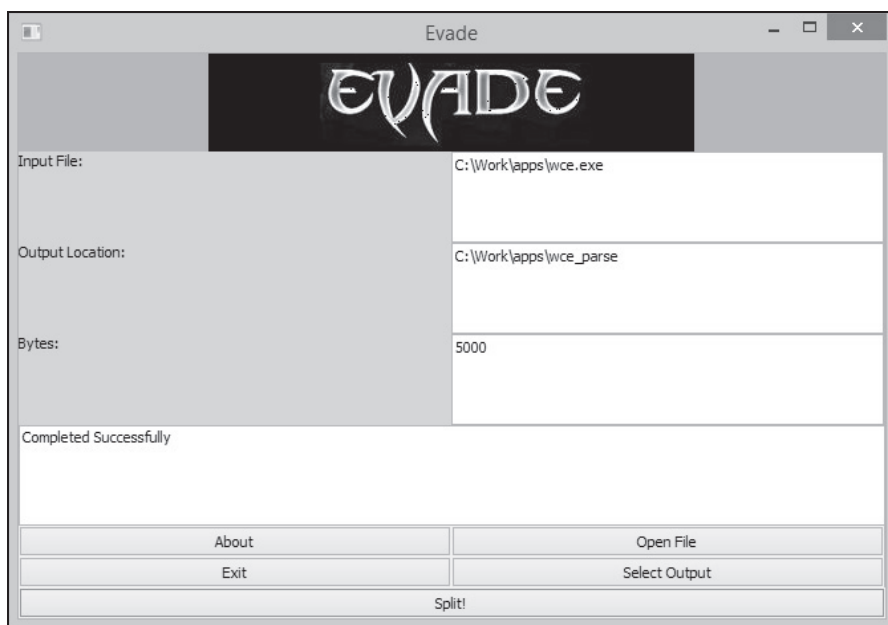 Evade
EVADE
Input File:
C:\Work\apps\wce.exe
Output Location:
C:\Work\apps\wce_parse
Bytes:
5000
Completed Successfully
About
Open File
Exit
Select Output
Split!